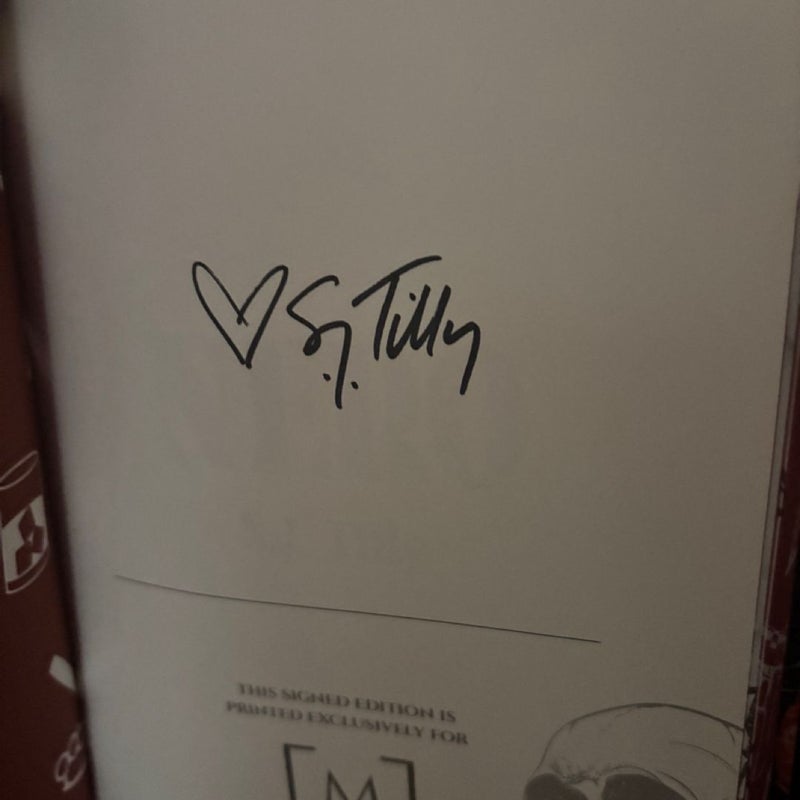 ♡ S.J. Tilly
THIS SIGNED EDITION IS
PRINTED EXCLUSIVELY FOR
[M]